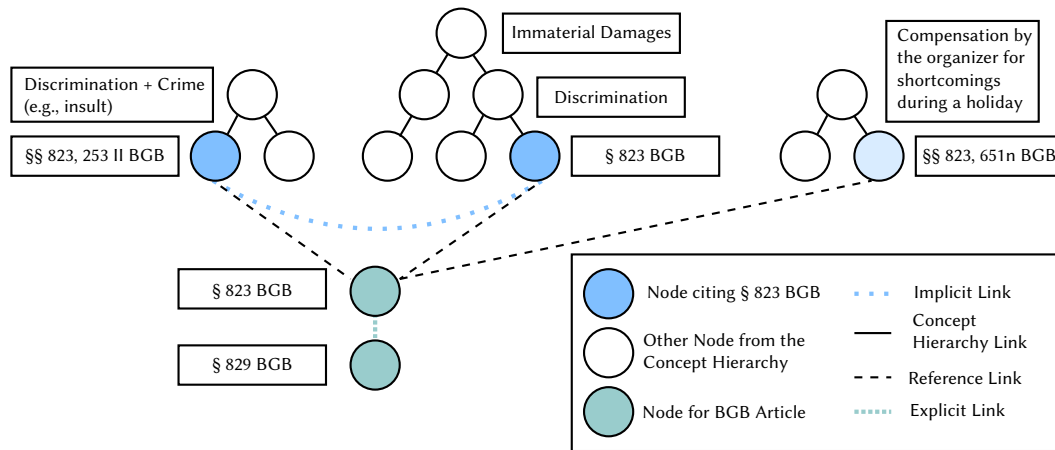 Immaterial Damages
Compensation by
the organizer for
shortcomings
during a holiday
Discrimination + Crime
(e.g., insult)
Discrimination
§§ 823, 253 II BGB
§ 823 BGB
§§ 823, 651n BGB
§ 823 BGB
§ 829 BGB
Node citing § 823 BGB
Other Node from the
Concept Hierarchy
Node for BGB Article
Implicit Link
Concept
Hierarchy Link
Reference Link
Explicit Link